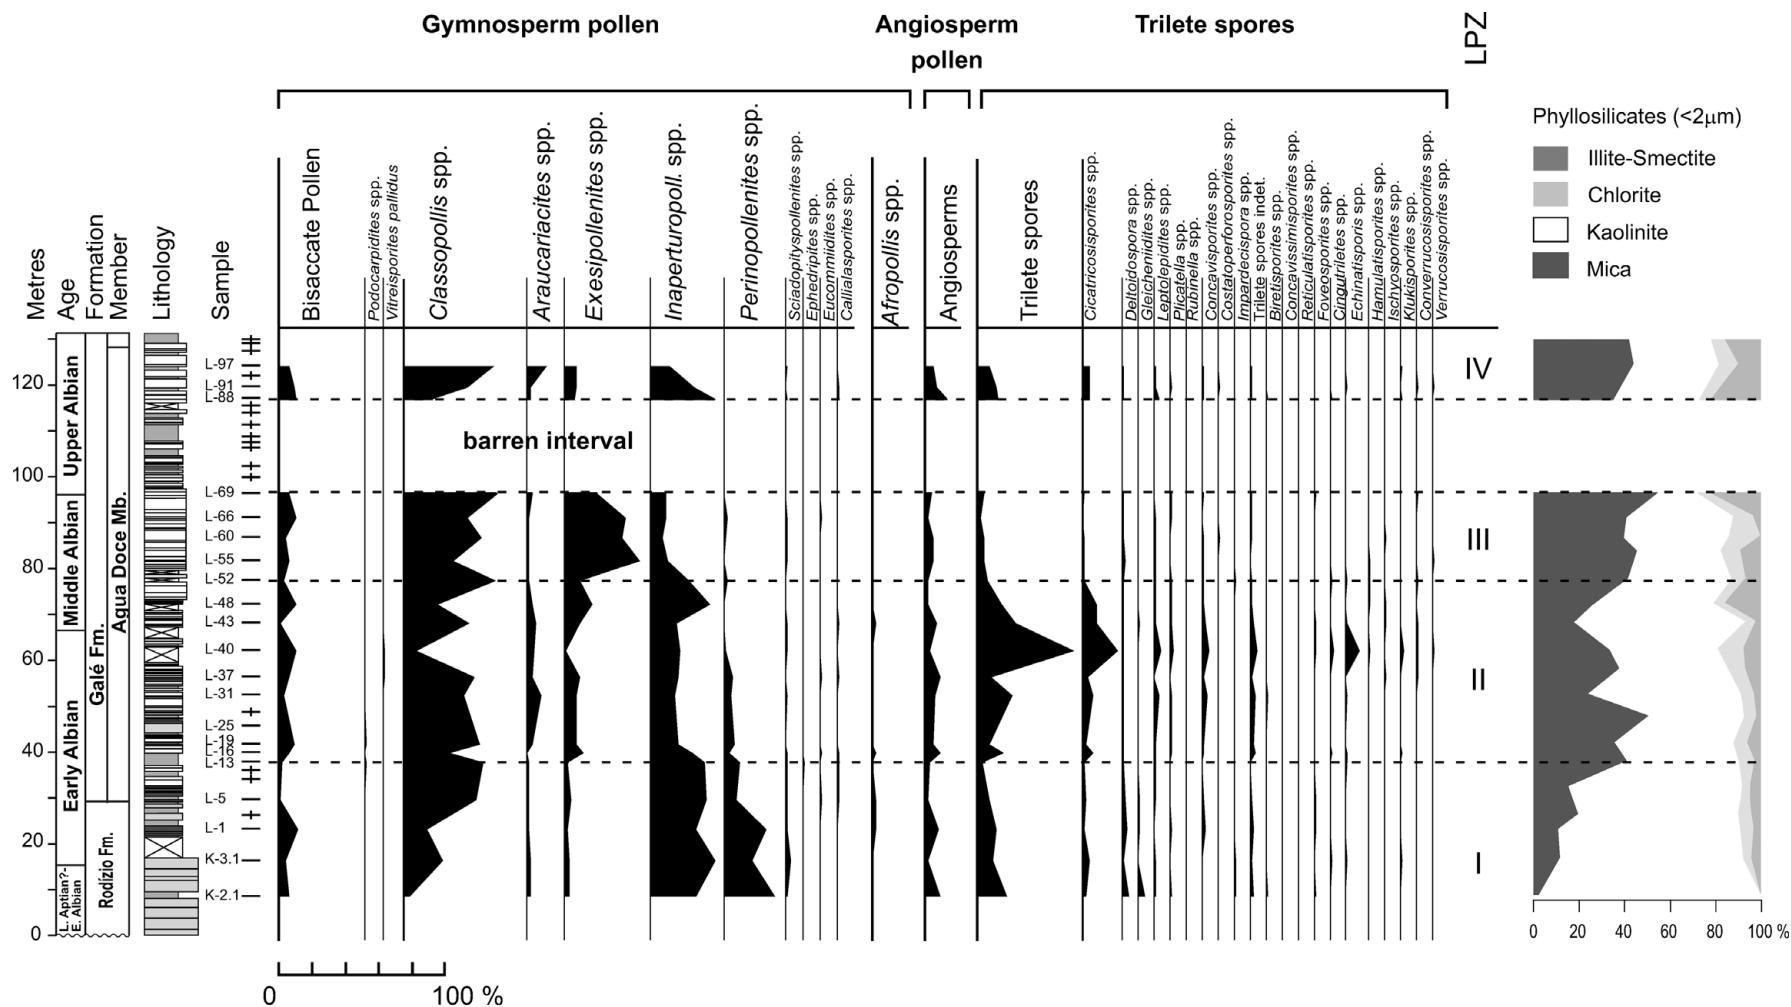 Gymnosperm pollen
Angiosperm
pollen
Trilete spores
LPZ
Metres
Age
Formation
Member
Lithology
Sample
Bisaccate Pollen
Podocarpidites spp.
Vitreisporites pallidus
Classopollis spp.
Araucariacites spp.
Exesipollenites spp.
Inaperturopoll. spp.
Perinopollenites spp.
Sciadopityspollenites spp.
Ephedripites spp.
Eucommiidites spp.
Callialasporites spp.
Afropollis spp.
Angiosperms
Trilete spores
Cicatricosisporites spp.
Deltoidospora spp.
Gleicheniidites spp.
Leptolepidites spp.
Plicatella spp.
Rubinella spp.
Concavisporites spp.
Costatoperforosporites spp.
Impardecispora spp.
Trilete spores indet.
Biretisporites spp.
Concavissimisporites spp.
Reticulatisporites spp.
Foveosporites spp.
Cingutriletes spp.
Echinatisporis spp.
Hamulatisporites spp.
Ischyosporites spp.
Klukisporites spp.
Converrucosisporites spp.
Verrucosisporites spp.
Phyllosilicates (<2µm)
Illite-Smectite
Chlorite
Kaolinite
Mica
120
100
80
60
40
20
0
Upper Albian
Middle Albian
Early Albian
L. Aptian?-
E. Albian
Galé Fm.
Rodízio Fm.
Agua Doce Mb.
L-97
L-91
L-88
L-69
L-66
L-60
L-55
L-52
L-48
L-43
L-40
L-37
L-31
L-25
L-19
L-16
L-13
L-5
L-1
K-3.1
K-2.1
barren interval
IV
III
II
I
0 100 %
0 20 40 60 80 100 %